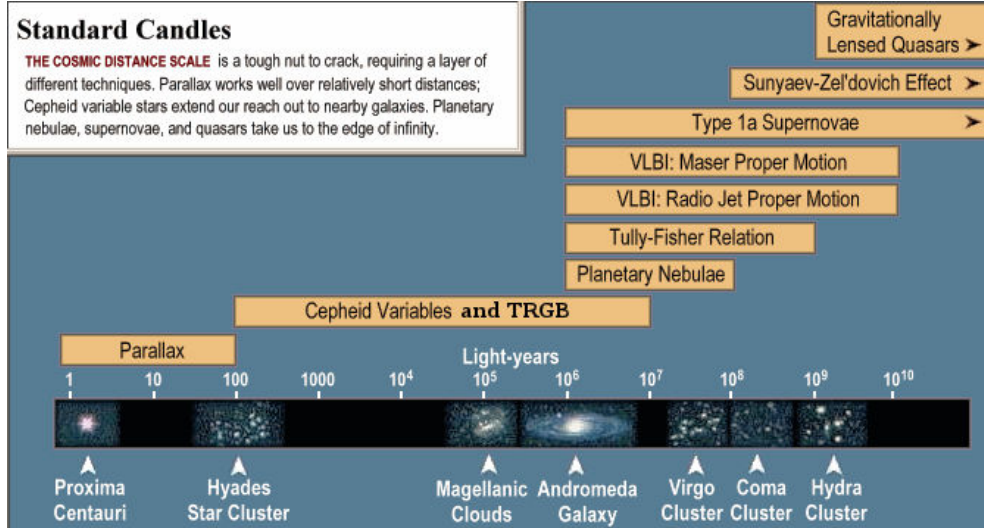 Standard Candles
THE COSMIC DISTANCE SCALE is a tough nut to crack, requiring a layer of
different techniques. Parallax works well over relatively short distances;
Cepheid variable stars extend our reach out to nearby galaxies. Planetary
nebulae, supernovae, and quasars take us to the edge of infinity.
Gravitationally
Lensed Quasars
Sunyaev-Zel'dovich Effect
Type 1a Supernovae
VLBI: Maser Proper Motion
VLBI: Radio Jet Proper Motion
Tully-Fisher Relation
Planetary Nebulae
Cepheid Variables and TRGB
Parallax
Light-years
1 10 100 1000 10⁴ 10⁵ 10⁶ 10⁷ 10⁸ 10⁹ 10¹⁰
Proxima
Centauri
Hyades
Star Cluster
Magellanic
Clouds
Andromeda
Galaxy
Virgo
Cluster
Coma
Cluster
Hydra
Cluster